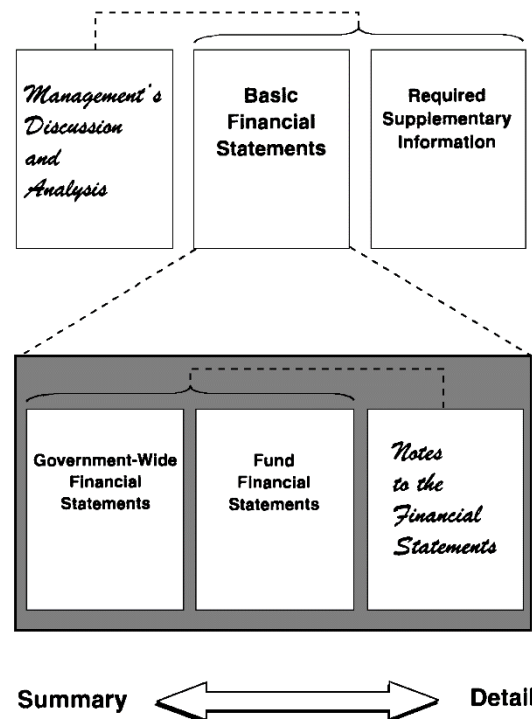 Management's
Discussion
and
Analysis
Basic
Financial
Statements
Required
Supplementary
Information
Government-Wide
Financial
Statements
Fund
Financial
Statements
Notes
to the
Financial
Statements
Summary
Detail